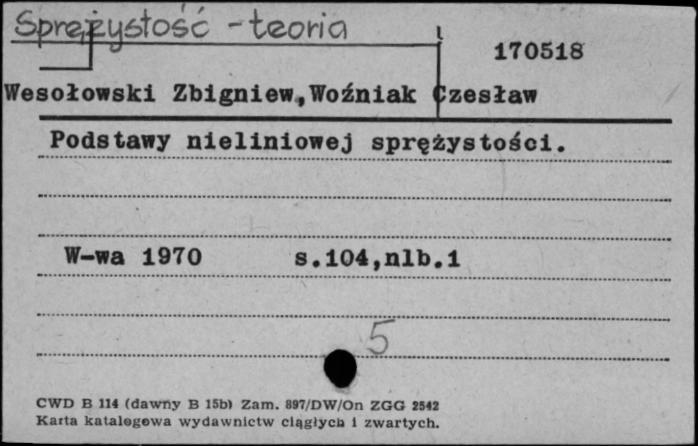 Sprężystość - teoria
170518
Wesołowski Zbigniew,Woźniak Czesław
Podstawy nieliniowej sprężystości.
W-wa 1970 s.104,nlb.1
5
CWD B 114 (dawny B 15b) Zam. 897/DW/On ZGG 2542
Karta katalogowa wydawnictw ciągłych i zwartych.